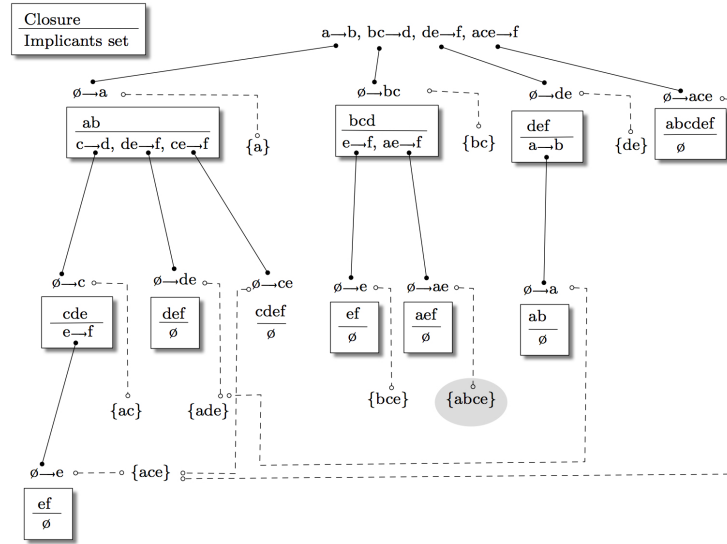 Closure
Implicants set
a→b, bc→d, de→f, ace→f
ø→a
ø→bc
ø→de
ø→ace
ab
c→d, de→f, ce→f
{a}
bcd
e→f, ae→f
{bc}
def
a→b
{de}
abcdef
ø
ø→c
ø→de
ø→ce
ø→e
ø→ae
ø→a
cde
e→f
def
ø
cdef
ø
ef
ø
aef
ø
ab
ø
{ac}
{ade}
{bce}
{abce}
ø→e
{ace}
ef
ø